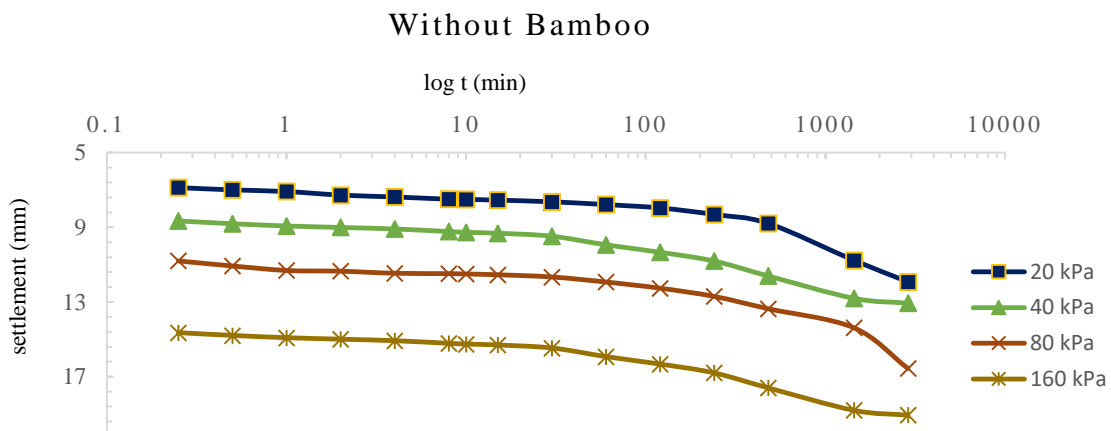 Without Bamboo
log t (min)
0.1 1 10 100 1000 10000
5
9
13
17
settlement (mm)
20 kPa
40 kPa
80 kPa
160 kPa